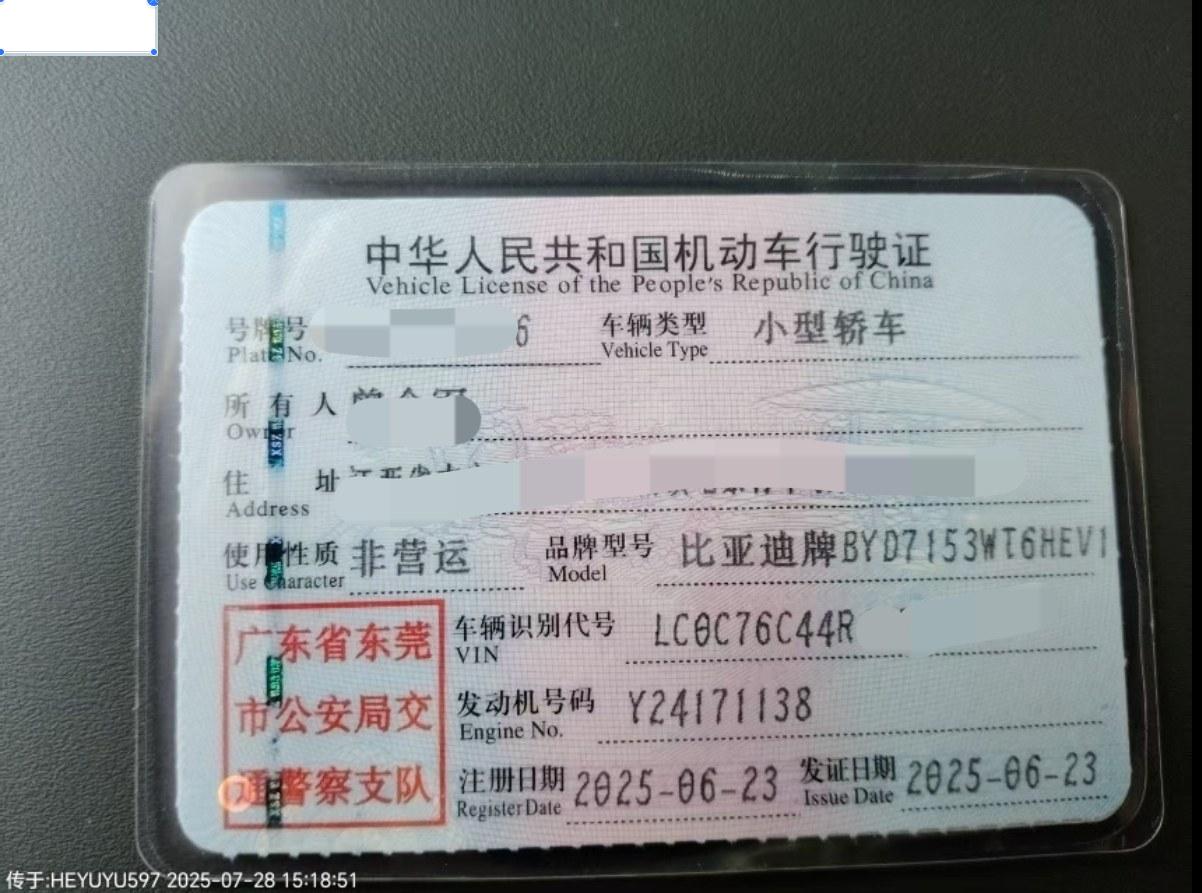 中华人民共和国机动车行驶证
Vehicle License of the People's Republic of China
号牌号 6 车辆类型 小型轿车
Plate No. Vehicle Type
所有人
Owner
住址
Address
使用性质 非营运 品牌型号 比亚迪牌BYD7153WT6HEV1
Use Character Model
广东省东莞
市公安局交
通警察支队
车辆识别代号 LC0C76C44R
VIN
发动机号码 Y24171138
Engine No.
注册日期 2025-06-23 发证日期 2025-06-23
Register Date Issue Date
传于:HEYUYU597 2025-07-28 15:18:51